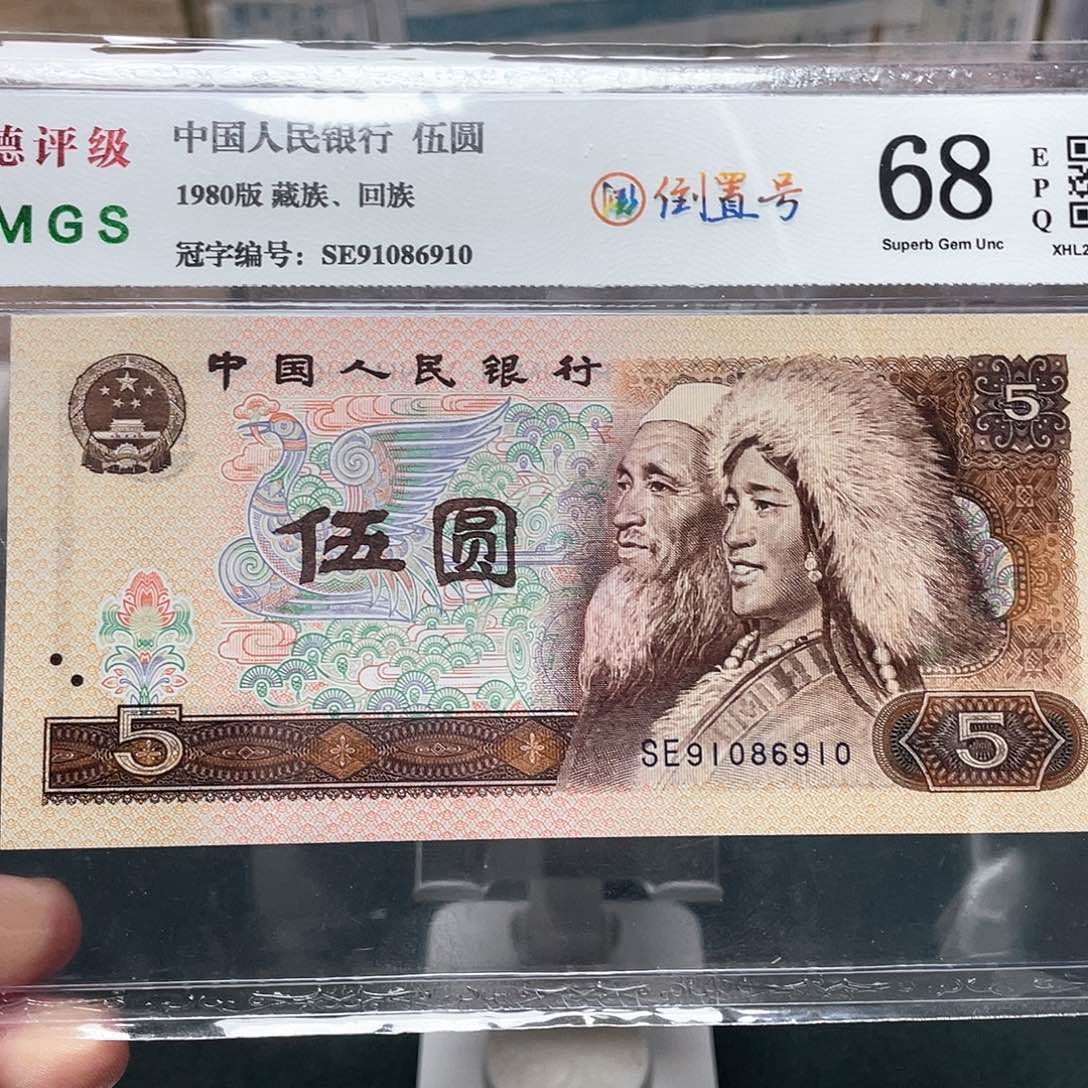 德评级
MGS
中国人民银行 伍圆
1980版 藏族、回族
冠字编号：SE91086910
倒置号
68
EPQ
Superb Gem Unc
XHL2
中国人民银行
5
伍圆
5
SE91086910
5